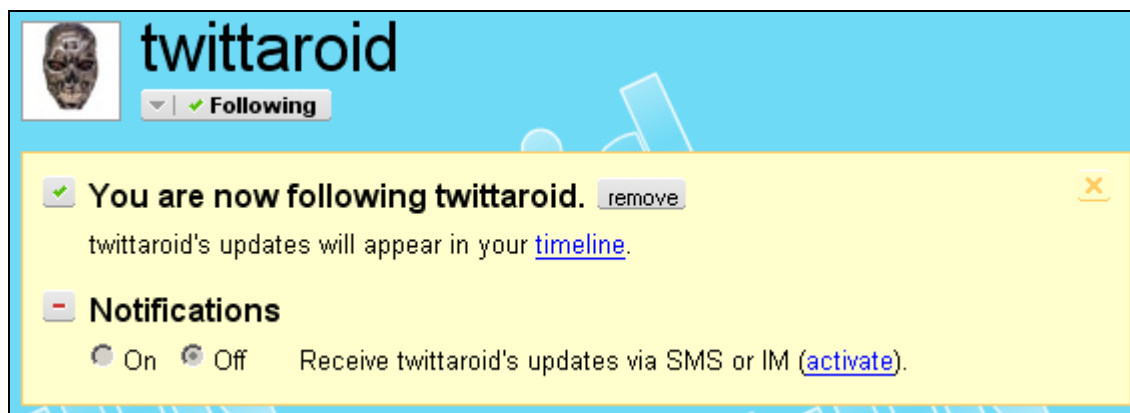 twittaroid
Following
You are now following twittaroid. remove
twittaroid's updates will appear in your timeline.
Notifications
On Off Receive twittaroid's updates via SMS or IM (activate).